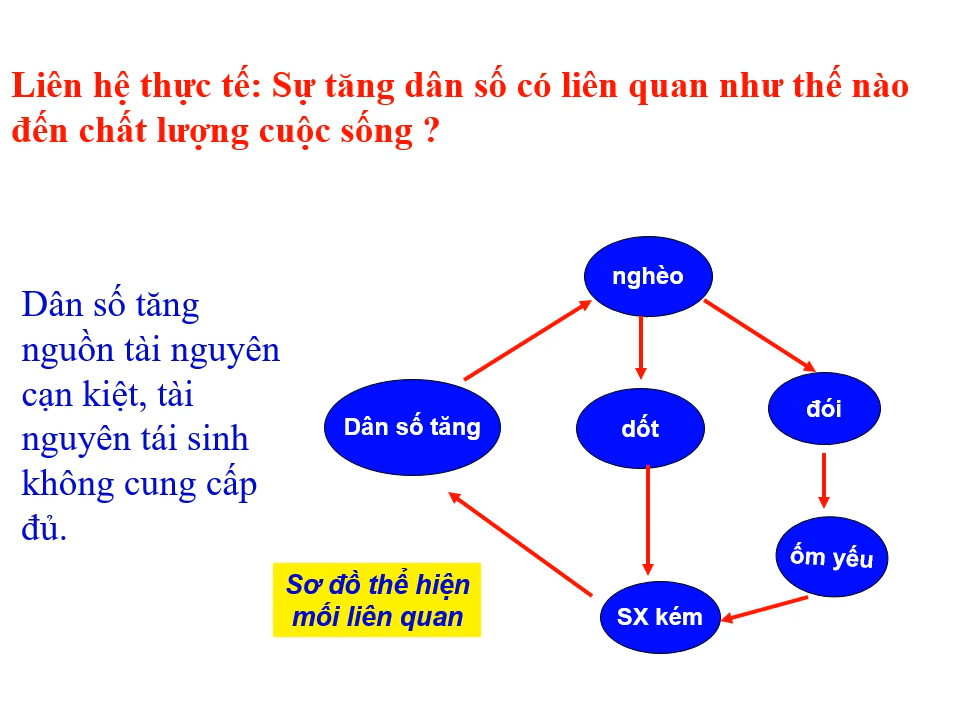 Liên hệ thực tế: Sự tăng dân số có liên quan như thế nào
đến chất lượng cuộc sống ?
Dân số tăng
nguồn tài nguyên
cạn kiệt, tài
nguyên tái sinh
không cung cấp
đủ.
nghèo
Dân số tăng
dốt
đói
ốm yếu
SX kém
Sơ đồ thể hiện
mối liên quan